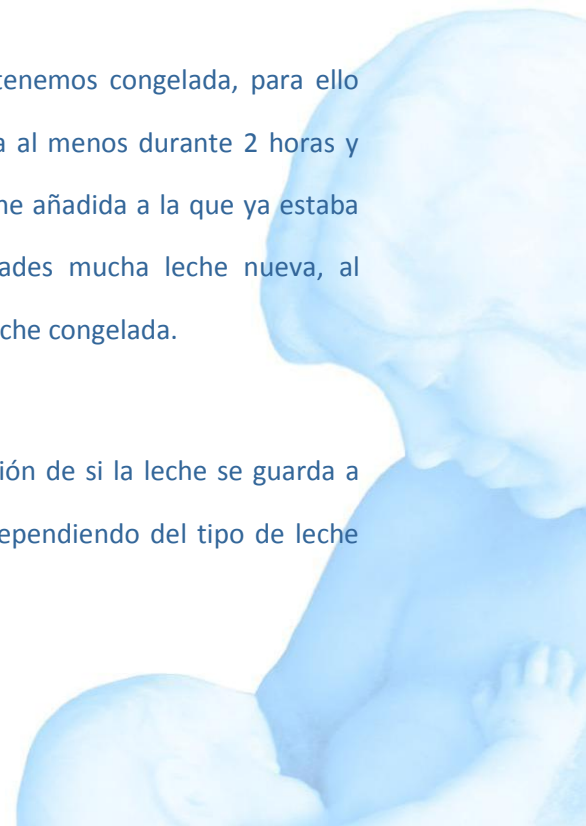 tenemos congelada, para ello
a al menos durante 2 horas y
ne añadida a la que ya estaba
ades mucha leche nueva, al
che congelada.
ión de si la leche se guarda a
ependiendo del tipo de leche